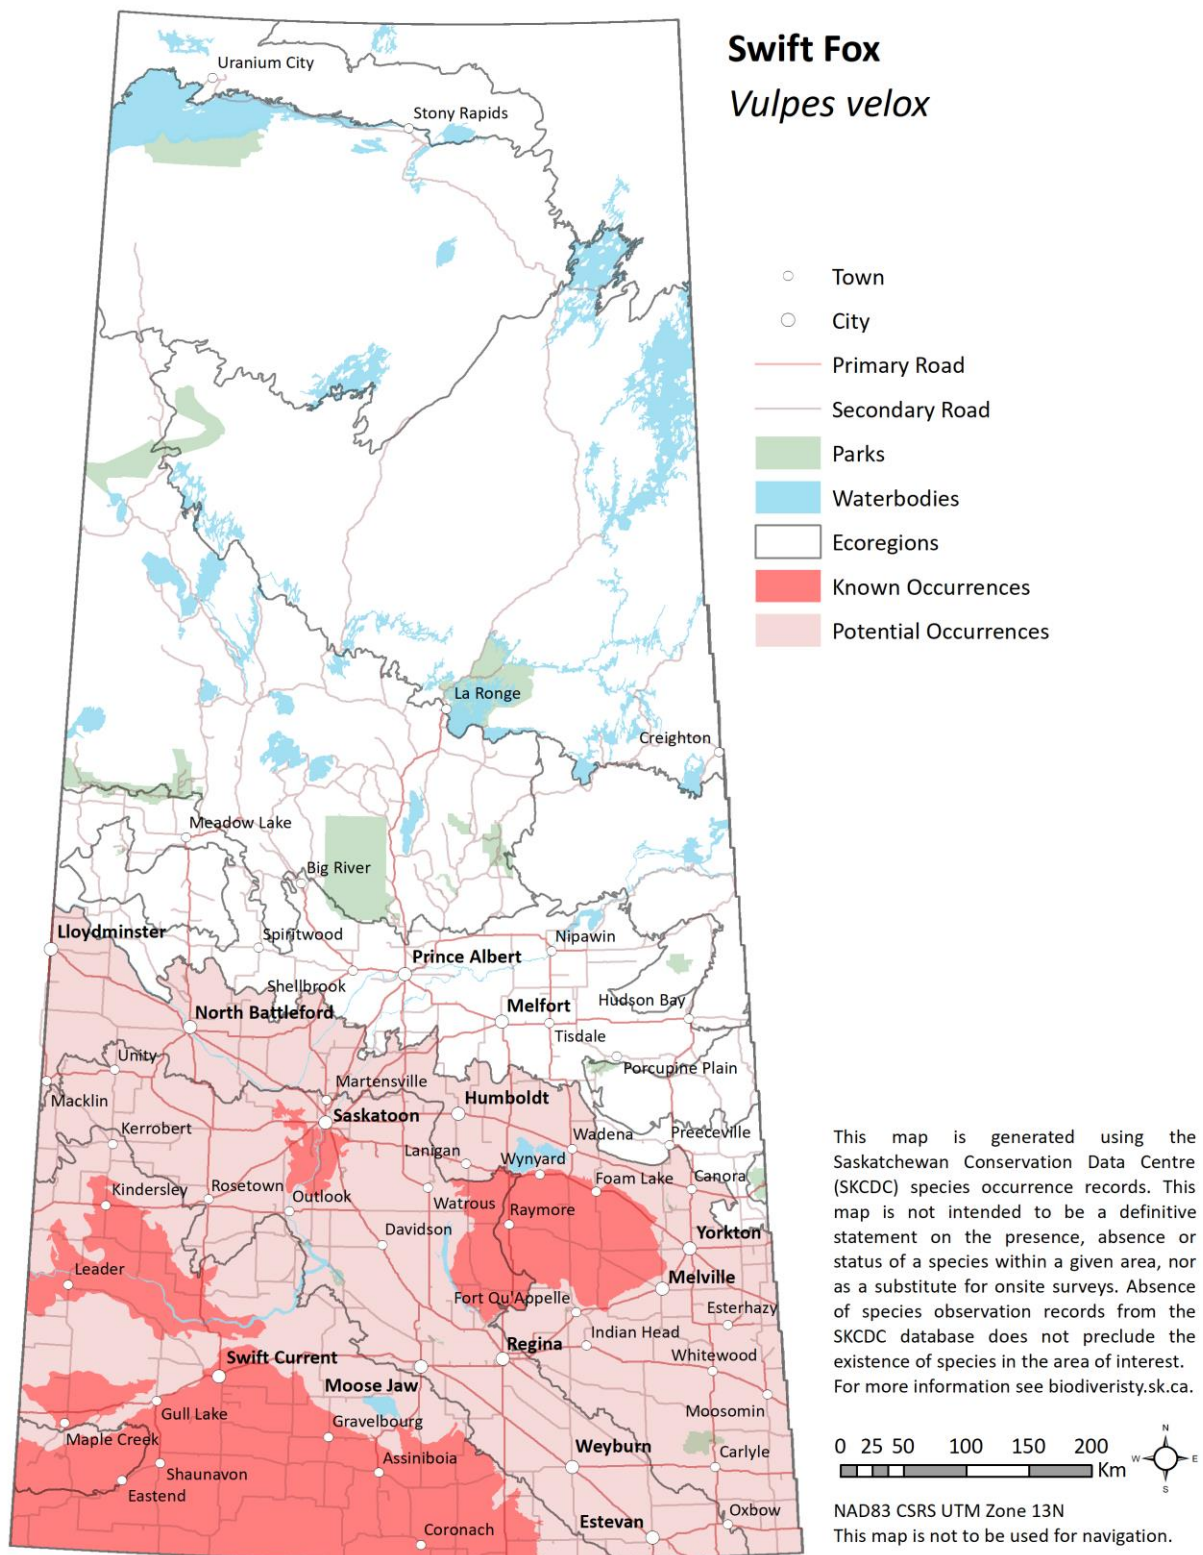 Swift Fox
Vulpes velox
Uranium City
Stony Rapids
Town
City
Primary Road
Secondary Road
Parks
Waterbodies
Ecoregions
Known Occurrences
Potential Occurrences
La Ronge
Creighton
Meadow Lake
Big River
Lloydminster
Spiritwood
Nipawin
Prince Albert
Shellbrook
North Battleford
Melfort
Hudson Bay
Tisdale
Unity
Porcupine Plain
Martensville
Macklin
Humboldt
Saskatoon
Kerrobert
Wadena
Preeceville
Lanigan
Wynyard
Kindersley
Rosetown
Outlook
Foam Lake
Canora
Watrous
Raymore
Davidson
Yorkton
Leader
Melville
Fort Qu'Appelle
Esterhazy
Indian Head
Regina
Whitewood
Swift Current
Moose Jaw
Gull Lake
Gravelbourg
Moosomin
Maple Creek
Weyburn
Carlyle
Shaunavon
Assiniboia
Eastend
Oxbow
Estevan
Coronach
This map is generated using the
Saskatchewan Conservation Data Centre
(SKCDC) species occurrence records. This
map is not intended to be a definitive
statement on the presence, absence or
status of a species within a given area, nor
as a substitute for onsite surveys. Absence
of species observation records from the
SKCDC database does not preclude the
existence of species in the area of interest.
For more information see biodiveristy.sk.ca.
0 25 50 100 150 200
Km
N
W E
S
NAD83 CSRS UTM Zone 13N
This map is not to be used for navigation.